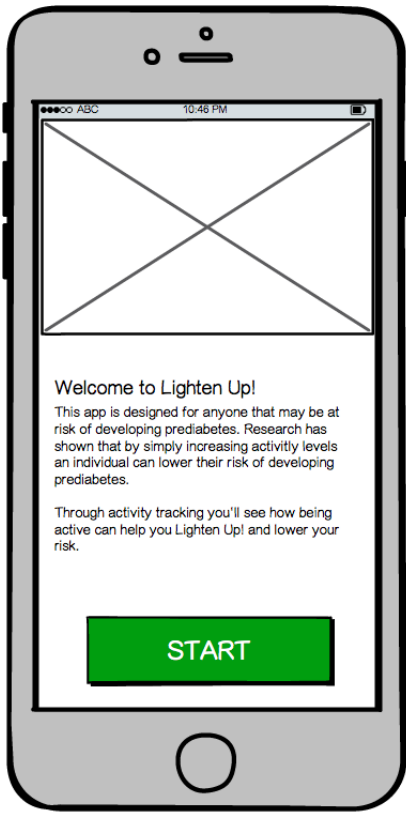 ABC 10:46 PM
Welcome to Lighten Up!
This app is designed for anyone that may be at
risk of developing prediabetes. Research has
shown that by simply increasing activitly levels
an individual can lower their risk of developing
prediabetes.
Through activity tracking you'll see how being
active can help you Lighten Up! and lower your
risk.
START